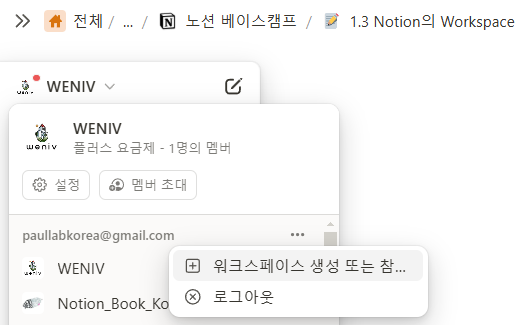 전체 / ... / 노션 베이스캠프 / 1.3 Notion의 Workspace
WENIV
weniv
WENIV
플러스 요금제 - 1명의 멤버
설정
멤버 초대
paullabkorea@gmail.com
워크스페이스 생성 또는 참...
WENIV
로그아웃
Notion_Book_Ko